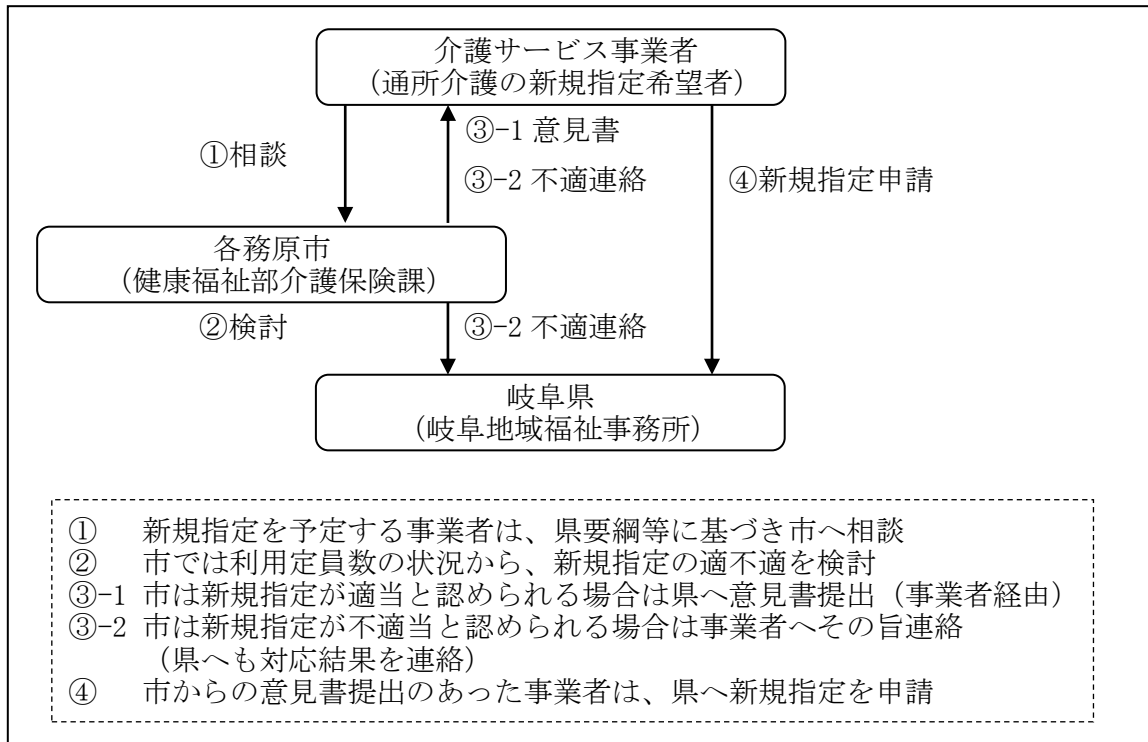 介護サービス事業者
（通所介護の新規指定希望者）
③-1 意見書
①相談
③-2 不適連絡
④新規指定申請
各務原市
（健康福祉部介護保険課）
②検討
③-2 不適連絡
岐阜県
（岐阜地域福祉事務所）
① 新規指定を予定する事業者は、県要綱等に基づき市へ相談
② 市では利用定員数の状況から、新規指定の適不適を検討
③-1 市は新規指定が適当と認められる場合は県へ意見書提出（事業者経由）
③-2 市は新規指定が不適当と認められる場合は事業者へその旨連絡
（県へも対応結果を連絡）
④ 市からの意見書提出のあった事業者は、県へ新規指定を申請